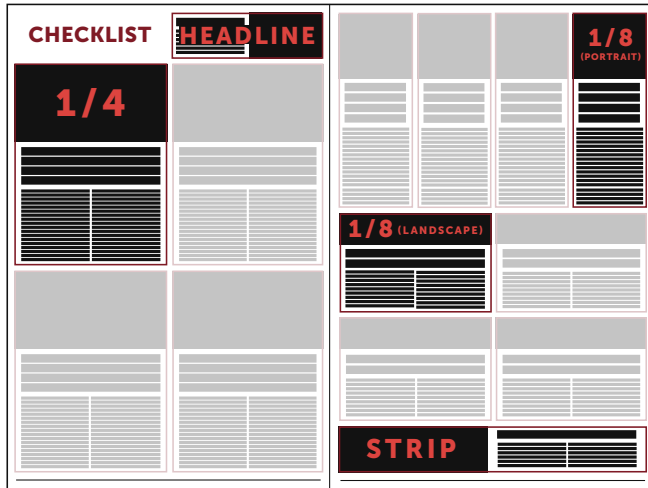 CHECKLIST
HEADLINE
1/4
1/8
(PORTRAIT)
1/8 (LANDSCAPE)
STRIP